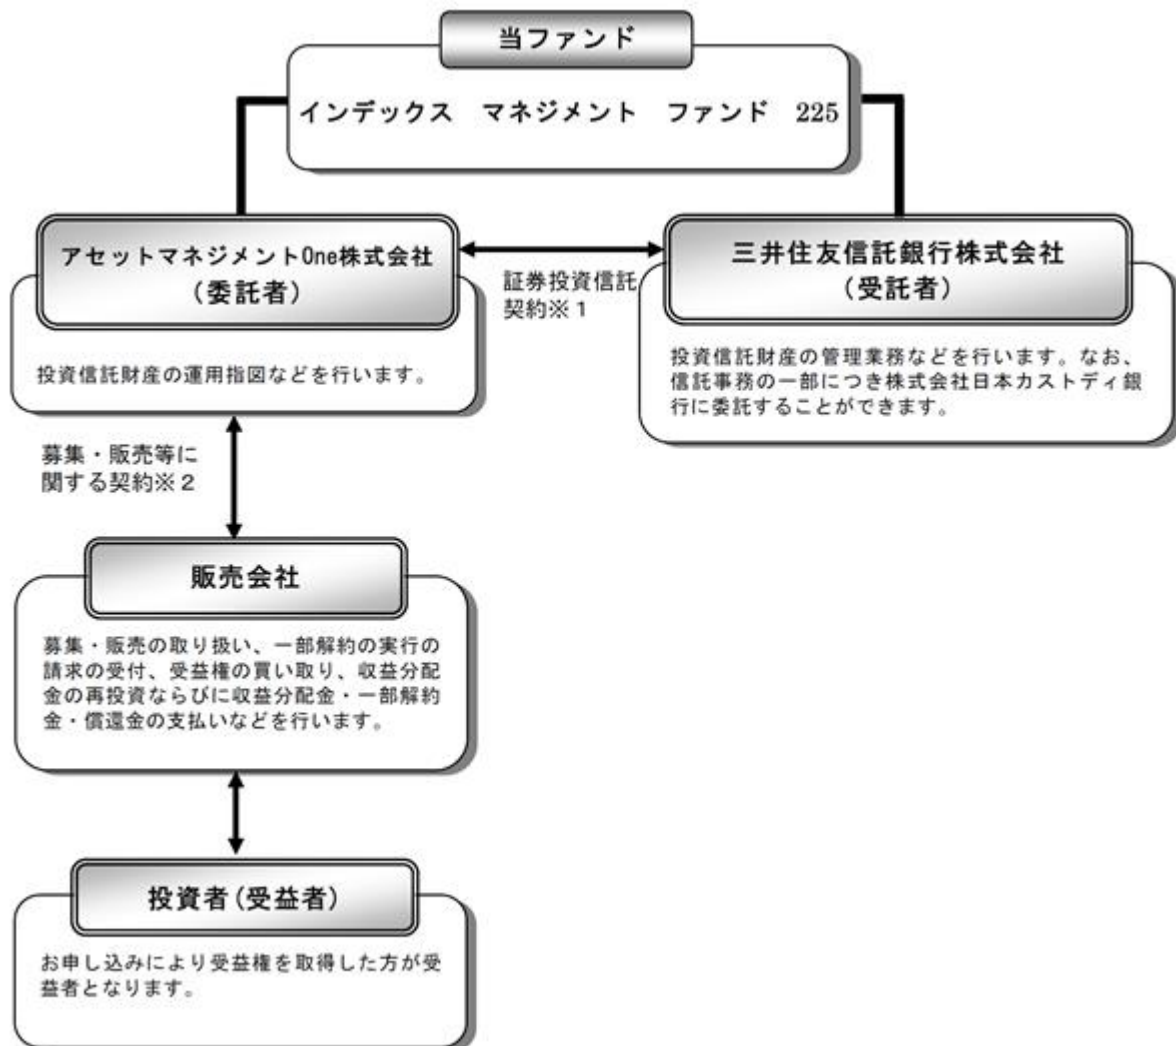 当ファンド
インデックス　マネジメント　ファンド　225
アセットマネジメントOne株式会社
（委託者）
投資信託財産の運用指図などを行います。
証券投資信託
契約※１
三井住友信託銀行株式会社
（受託者）
投資信託財産の管理業務などを行います。なお、
信託事務の一部につき株式会社日本カストディ銀
行に委託することができます。
募集・販売等に
関する契約※２
販売会社
募集・販売の取り扱い、一部解約の実行の
請求の受付、受益権の買い取り、収益分配
金の再投資ならびに収益分配金・一部解約
金・償還金の支払いなどを行います。
投資者(受益者)
お申し込みにより受益権を取得した方が受
益者となります。